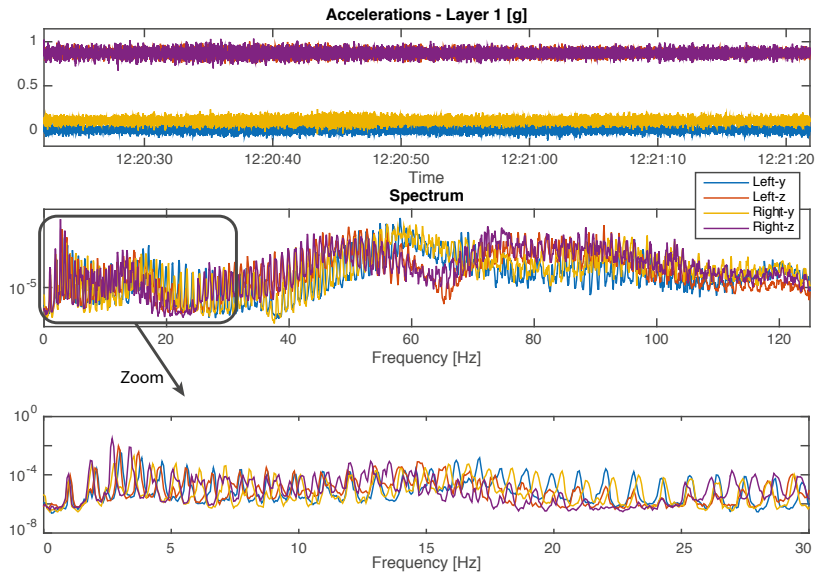 Accelerations - Layer 1 [g]
1
0.5
0
12:20:30 12:20:40 12:20:50 12:21:00 12:21:10 12:21:20
Time
Spectrum
Left-y
Left-z
Right-y
Right-z
10^-5
0 20 40 60 80 100 120
Frequency [Hz]
Zoom
10^0
10^-4
10^-8
0 5 10 15 20 25 30
Frequency [Hz]